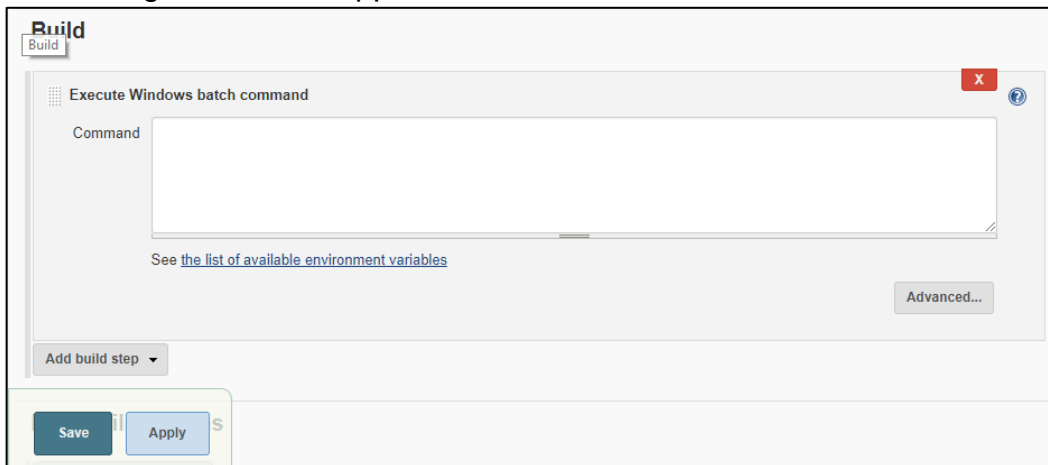 Build
Build
Execute Windows batch command
X
Command
See the list of available environment variables
Advanced...
Add build step
Save
Apply